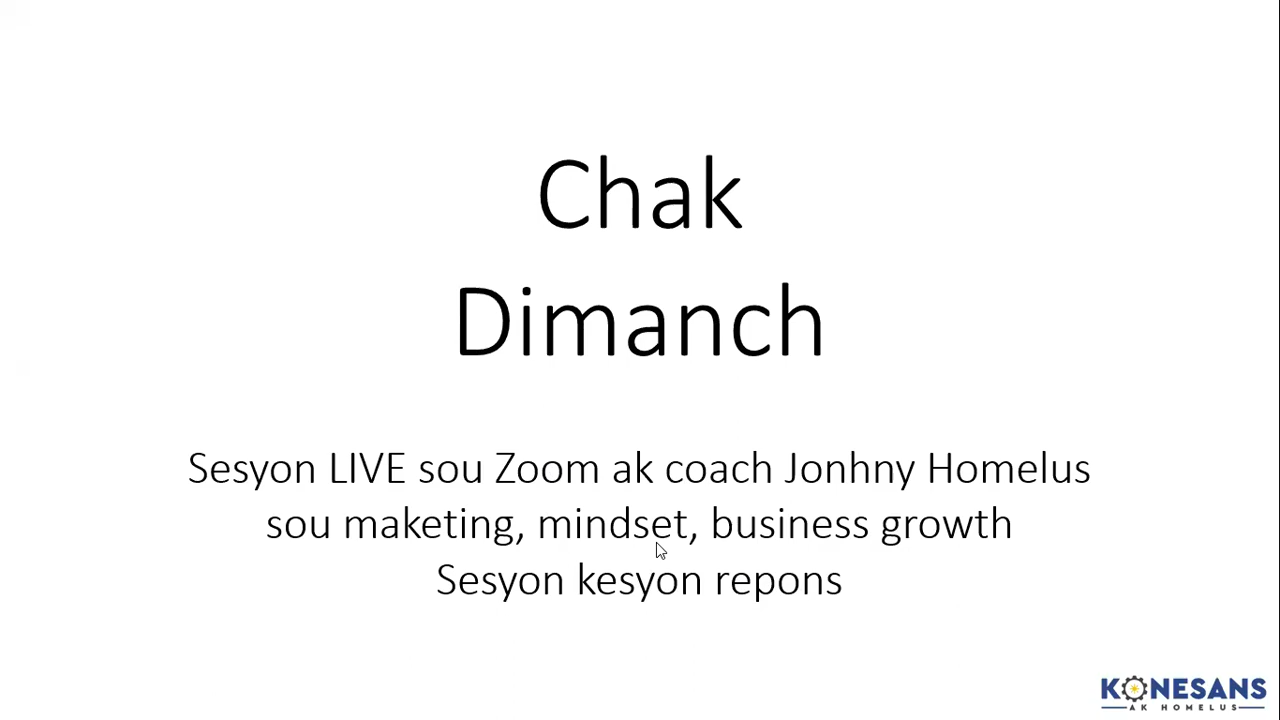 Chak
Dimanch
Sesyon LIVE sou Zoom ak coach Jonhny Homelus
sou maketing, mindset, business growth
Sesyon kesyon repons
KONESANS
AK HOMELUS